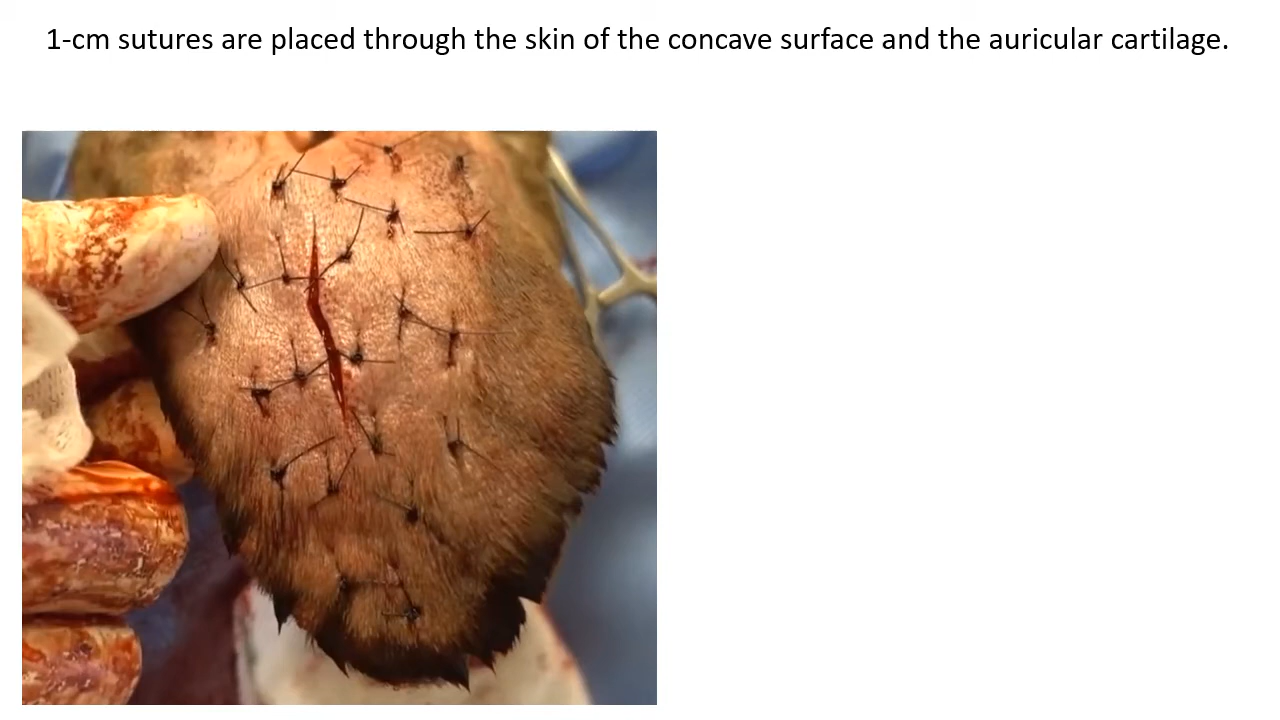 1-cm sutures are placed through the skin of the concave surface and the auricular cartilage.